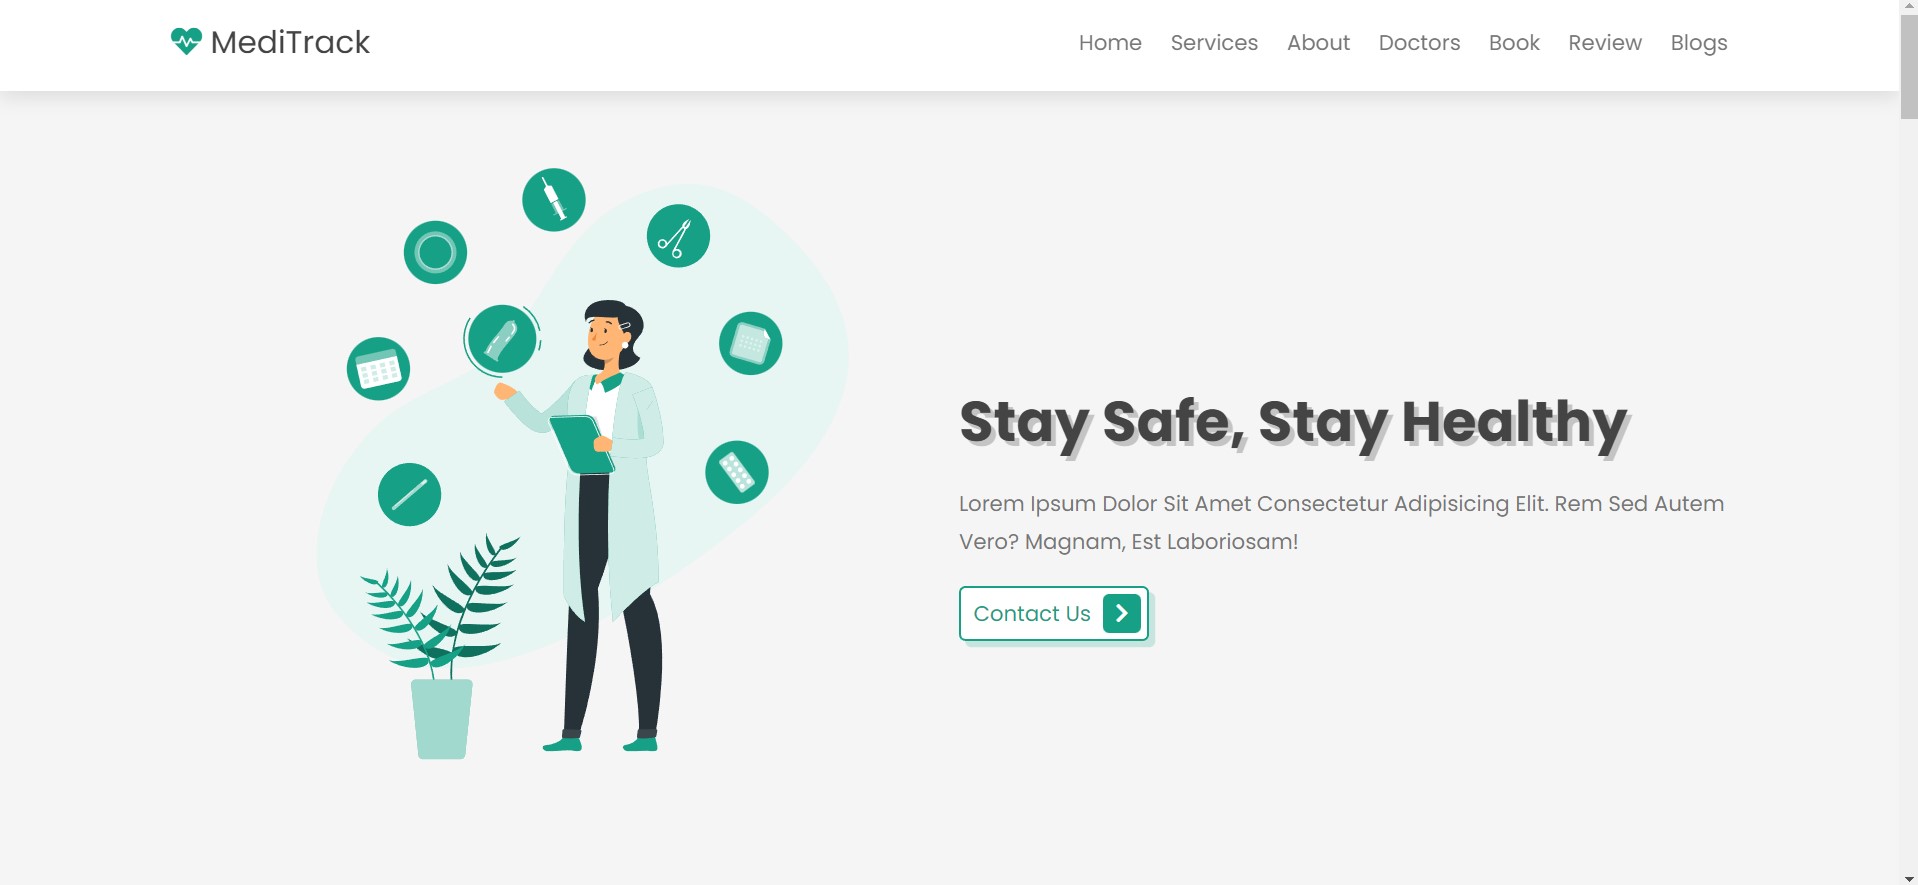 MediTrack
Home Services About Doctors Book Review Blogs
Stay Safe, Stay Healthy
Lorem Ipsum Dolor Sit Amet Consectetur Adipisicing Elit. Rem Sed Autem
Vero? Magnam, Est Laboriosam!
Contact Us